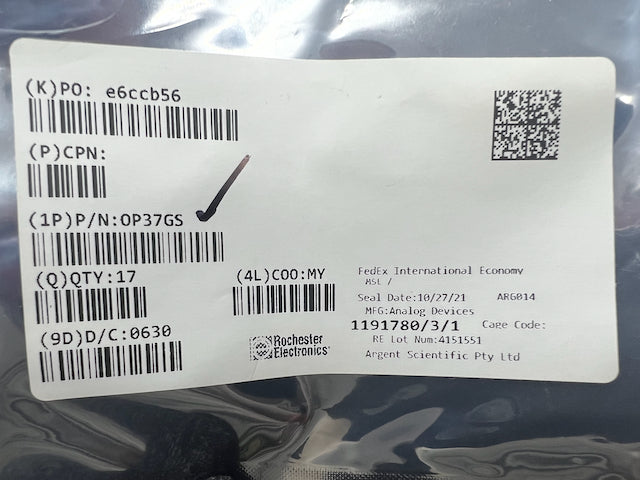 (K)PO: e6ccb56
(P)CPN:
(1P)P/N:OP37GS
(Q)QTY:17
(4L)COO:MY
(9D)D/C:0630
Rochester
Electronics
FedEx International Economy
MSL /
Seal Date:10/27/21 ARG014
MFG:Analog Devices
1191780/3/1 Cage Code:
RE Lot Num:4151551
Argent Scientific Pty Ltd